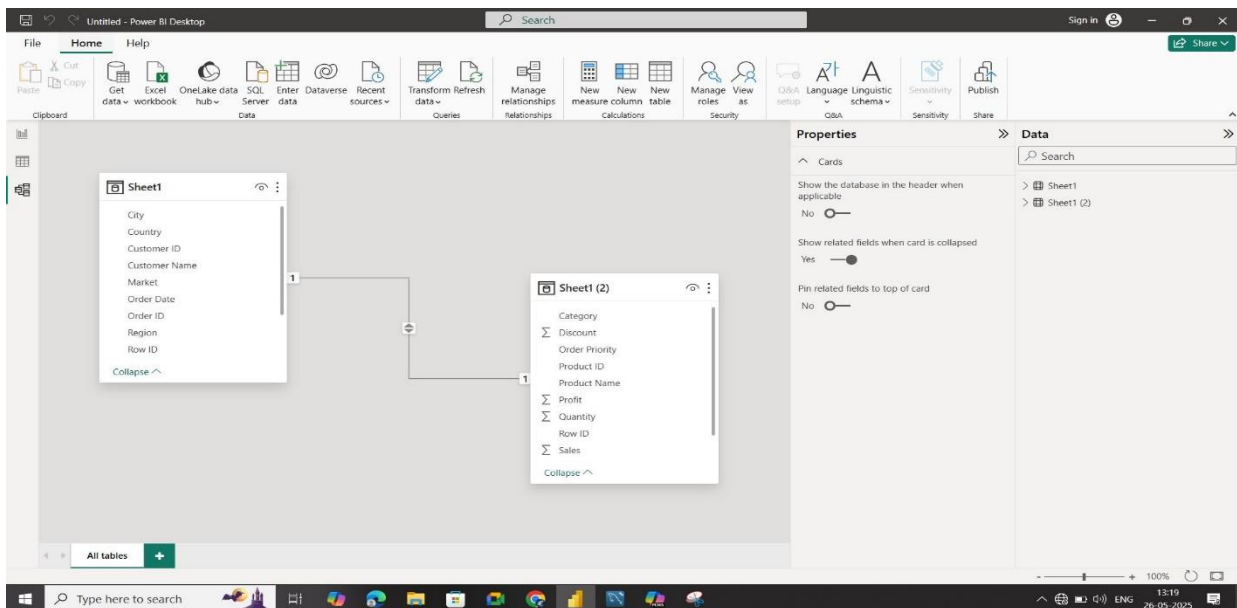 Untitled - Power BI Desktop
Search
Sign in
File Home Help
Share
Paste
Cut
Copy
Clipboard
Get data
Excel workbook
OneLake data hub
SQL Server
Enter data
Dataverse
Recent sources
Data
Transform data
Refresh
Queries
Manage relationships
Relationships
New measure
New column
New table
Calculations
Manage roles
View as
Security
Q&A setup
Language
Linguistic schema
Q&A
Sensitivity
Sensitivity
Publish
Share
Sheet1
City
Country
Customer ID
Customer Name
Market
Order Date
Order ID
Region
Row ID
Collapse
1
1
Sheet1 (2)
Category
Discount
Order Priority
Product ID
Product Name
Profit
Quantity
Row ID
Sales
Collapse
Properties
Cards
Show the database in the header when
applicable
No
Show related fields when card is collapsed
Yes
Pin related fields to top of card
No
Data
Search
Sheet1
Sheet1 (2)
All tables
100%
Type here to search
ENG
13:19
26-05-2025